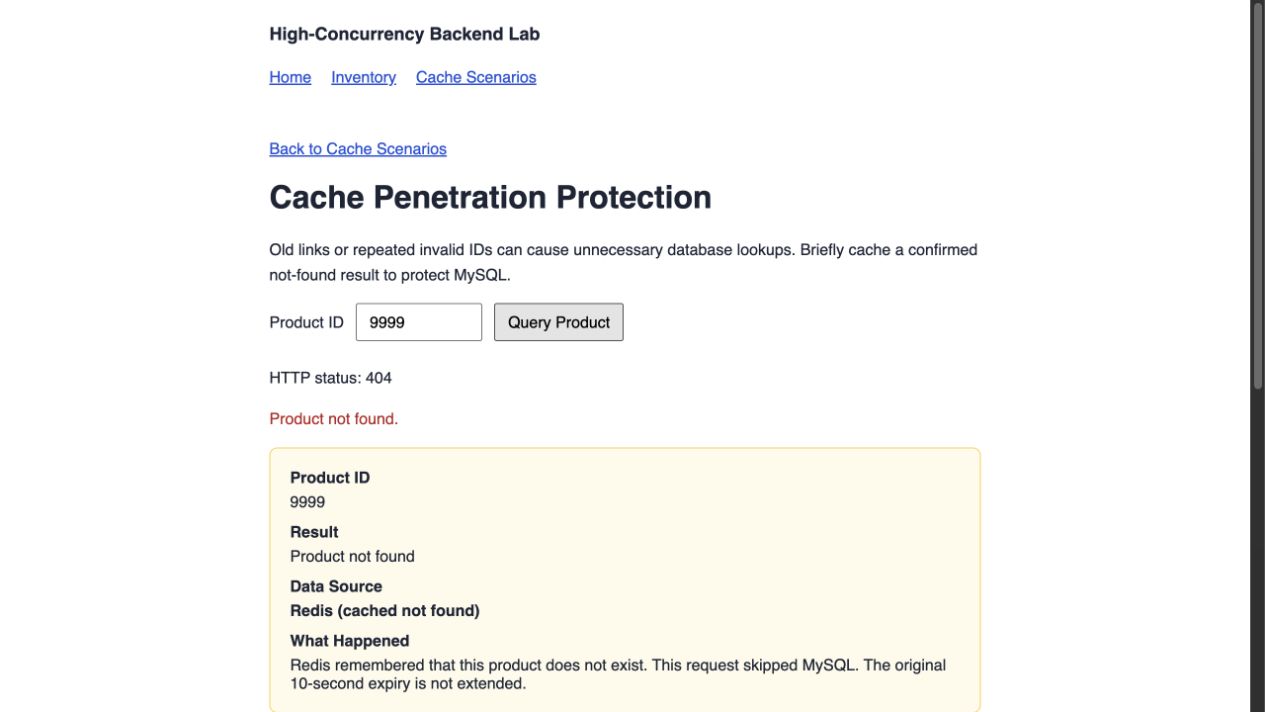 High-Concurrency Backend Lab
Home Inventory Cache Scenarios
Back to Cache Scenarios
Cache Penetration Protection
Old links or repeated invalid IDs can cause unnecessary database lookups. Briefly cache a confirmed
not-found result to protect MySQL.
Product ID 9999 Query Product
HTTP status: 404
Product not found.
Product ID
9999
Result
Product not found
Data Source
Redis (cached not found)
What Happened
Redis remembered that this product does not exist. This request skipped MySQL. The original
10-second expiry is not extended.